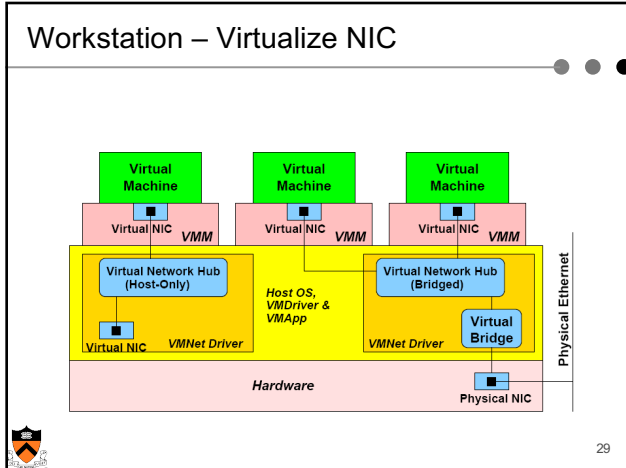 Workstation – Virtualize NIC
Virtual
Machine
Virtual
Machine
Virtual
Machine
Virtual NIC
VMM
Virtual NIC
VMM
Virtual NIC
VMM
Virtual Network Hub
(Host-Only)
Virtual NIC
VMNet Driver
Host OS,
VMDriver &
VMApp
Virtual Network Hub
(Bridged)
Virtual
Bridge
VMNet Driver
Hardware
Physical NIC
Physical Ethernet
29